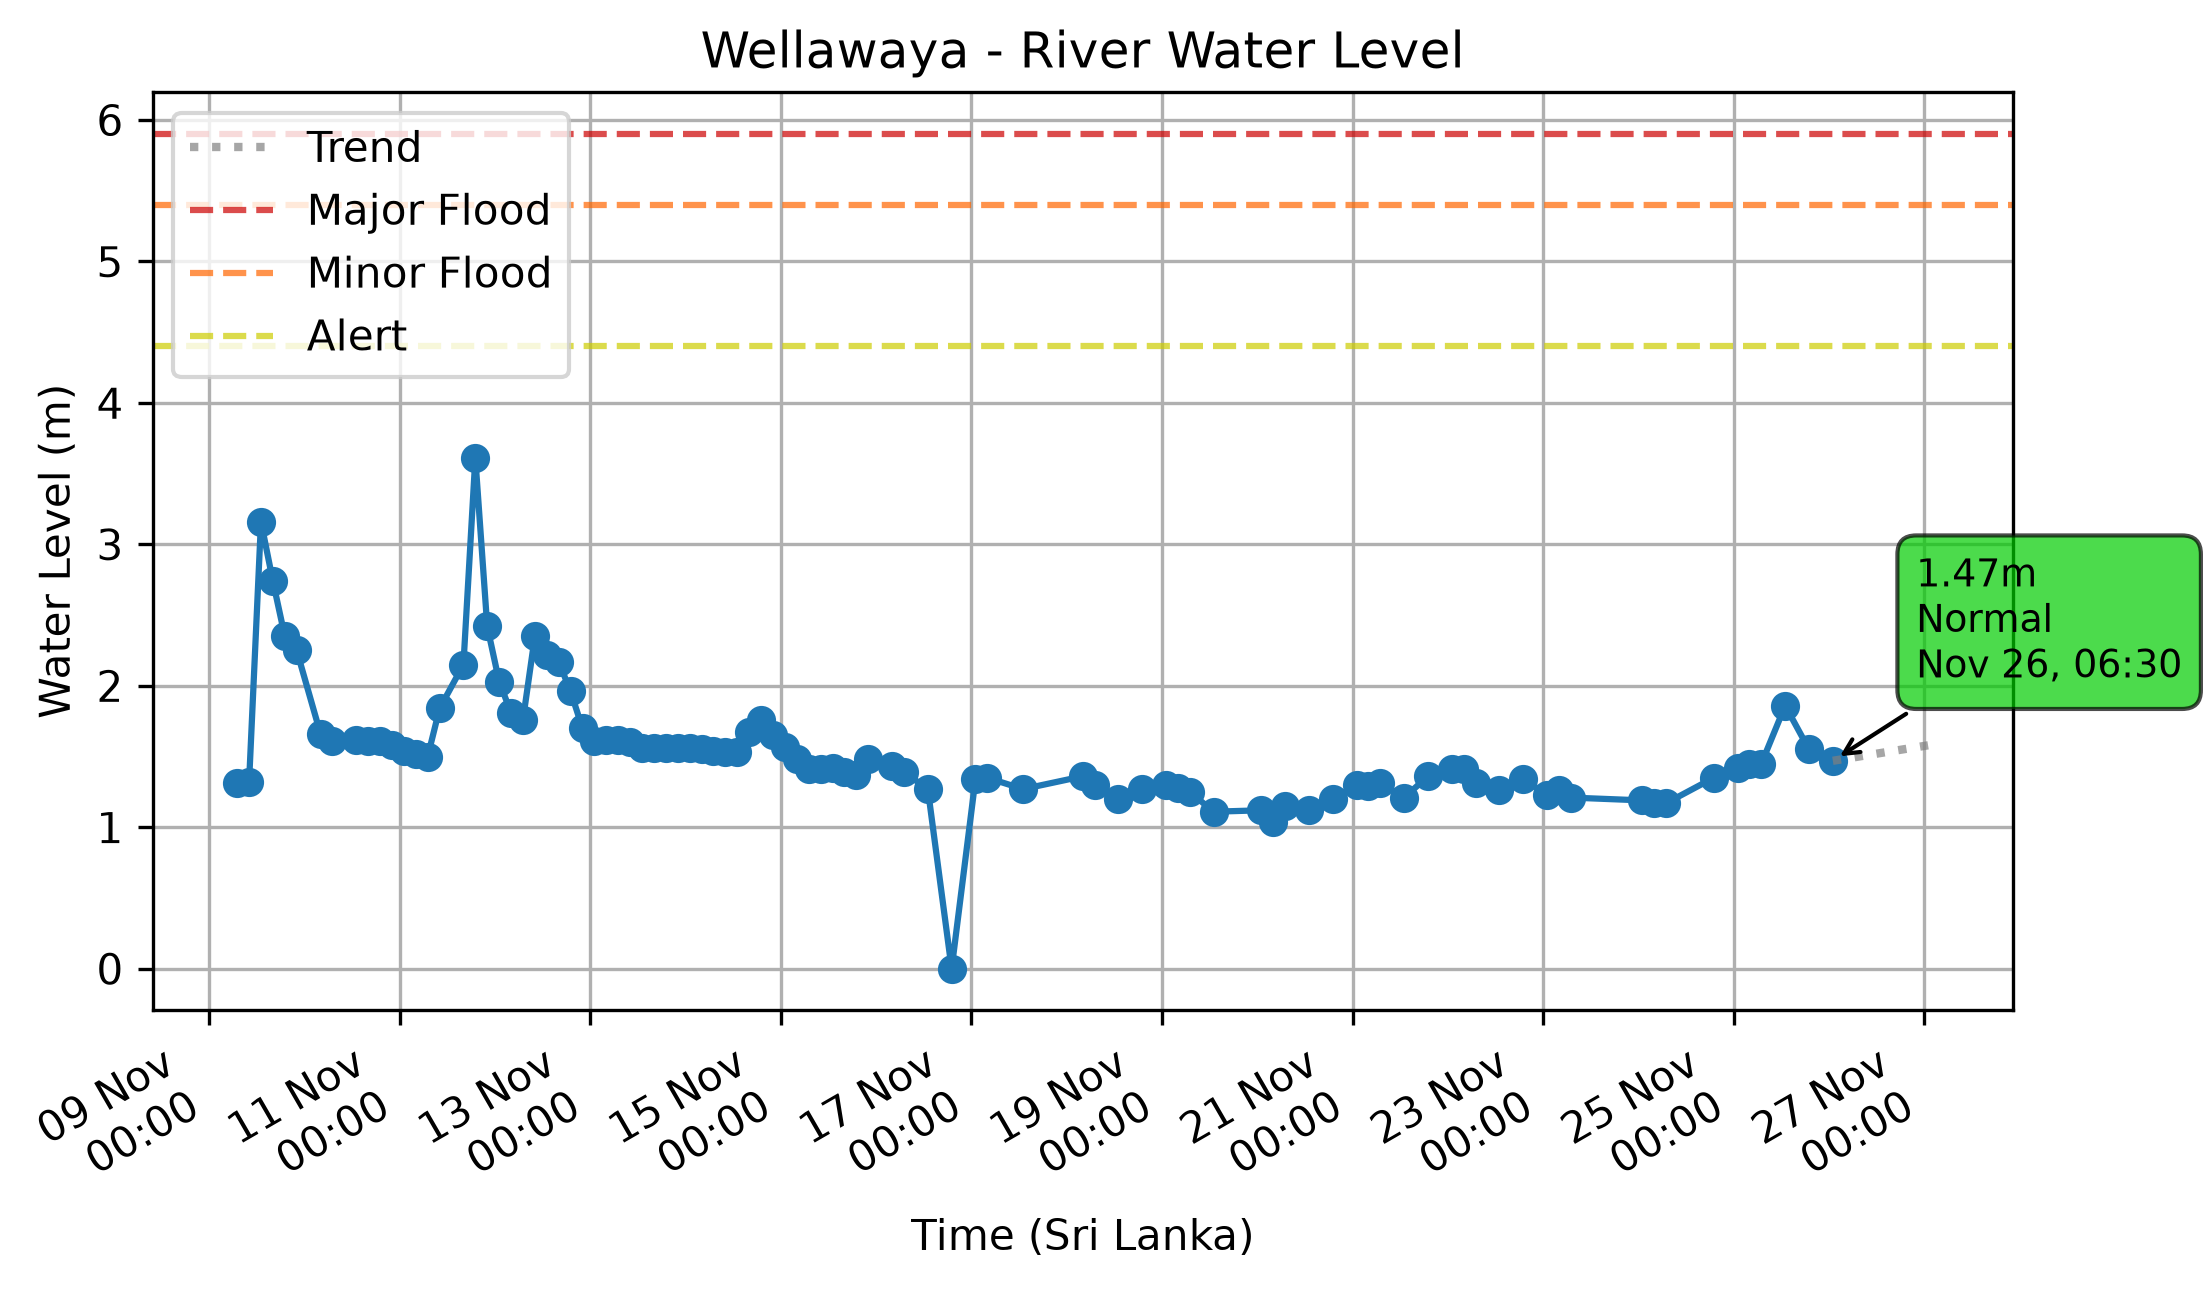 Wellawaya - River Water Level
Trend
Major Flood
Minor Flood
Alert
6
5
4
3
2
1
0
Water Level (m)
1.47m
Normal
Nov 26, 06:30
09 Nov
00:00
11 Nov
00:00
13 Nov
00:00
15 Nov
00:00
17 Nov
00:00
19 Nov
00:00
21 Nov
00:00
23 Nov
00:00
25 Nov
00:00
27 Nov
00:00
Time (Sri Lanka)